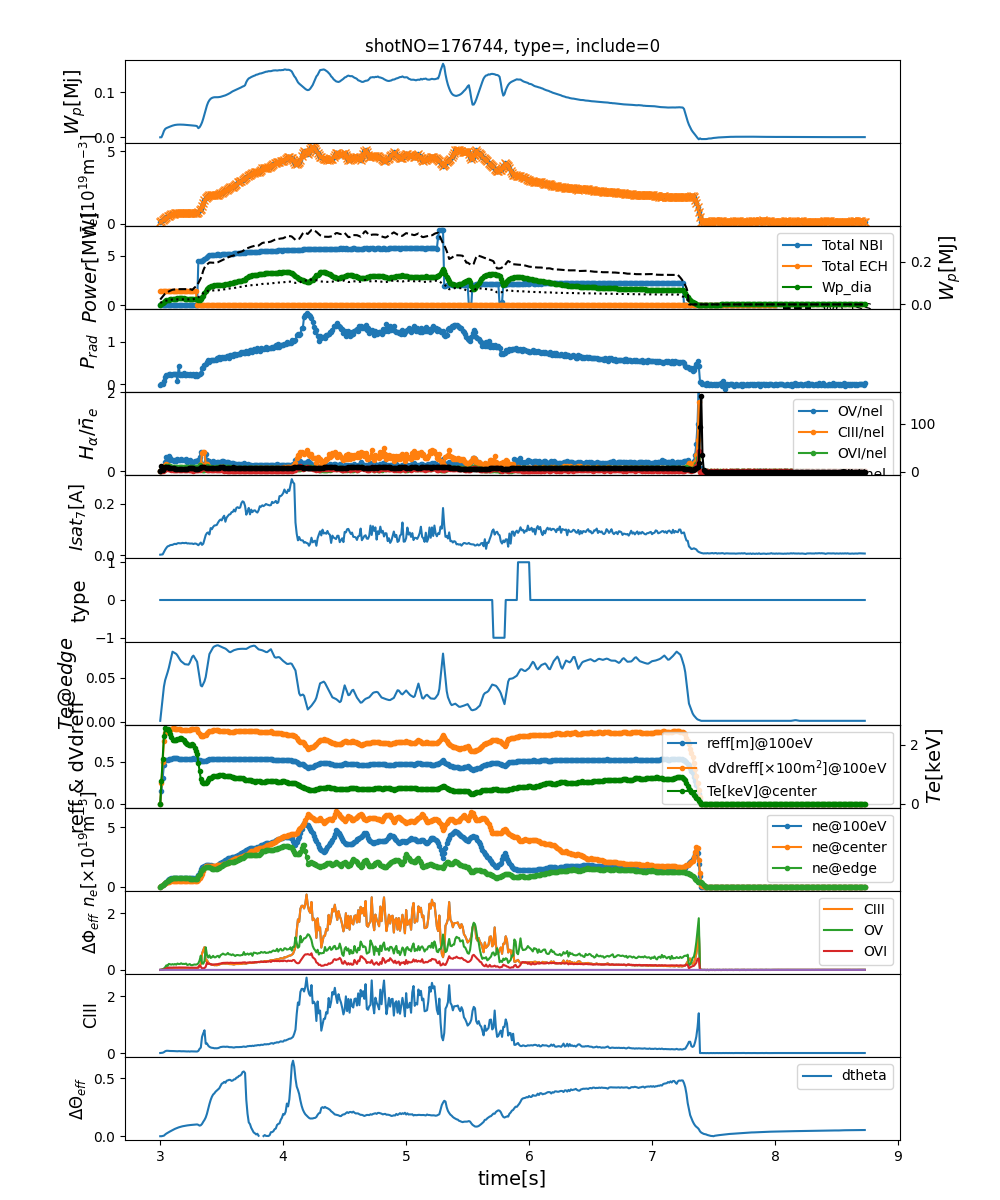 shotNO=176744, type=, include=0
W_p[Mj]
0.1
0.0
5
0
[10^19 m^-3]
Power[MW]
5
0
Total NBI
Total ECH
Wp_dia
0.2
0.0
W_p[MJ]
P_rad
1
0
H_α/n̄_e
2
0
OV/nel
CIII/nel
OVI/nel
100
0
Isat_7[A]
0.2
0.0
type
1
0
−1
Te@edge
0.05
0.00
reff & dVdreff
0.5
0.0
reff[m]@100eV
dVdreff[×100m^2]@100eV
Te[keV]@center
2
0
Te[keV]
n_e[×10^19 m^-3]
5
0
ne@100eV
ne@center
ne@edge
ΔΦ_eff
2
0
CIII
OV
OVI
CIII
2
0
ΔΘ_eff
0.5
0.0
dtheta
3 4 5 6 7 8 9
time[s]